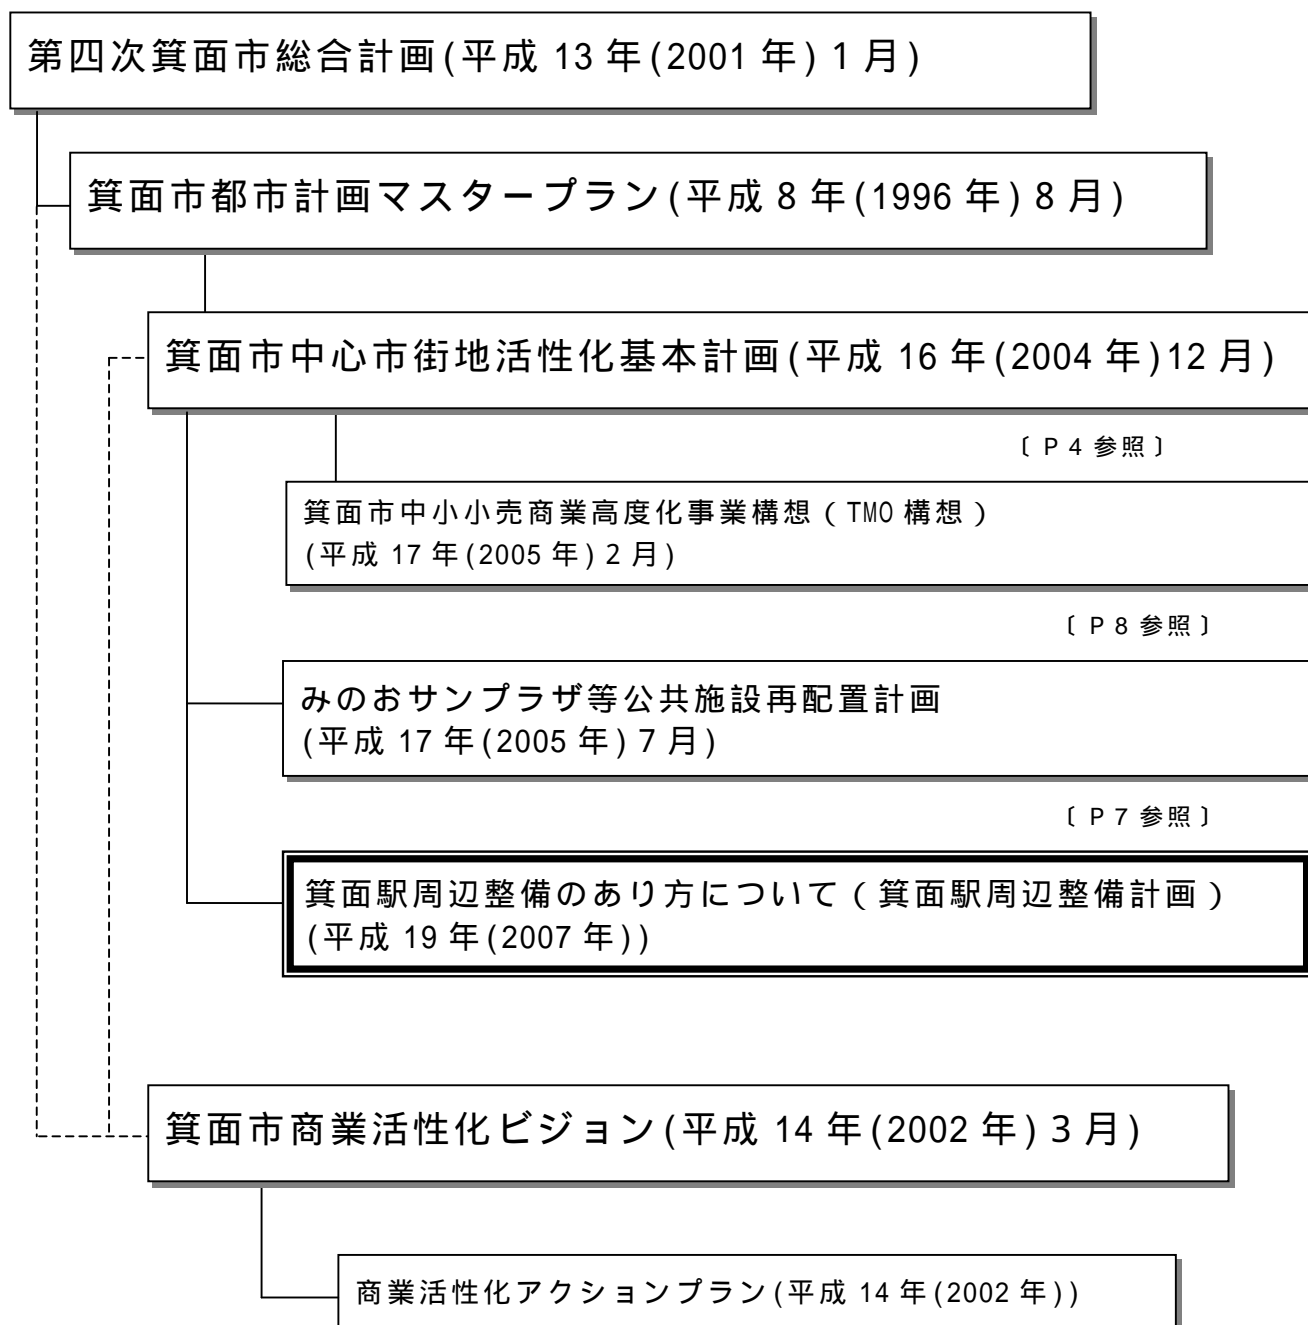 第四次箕面市総合計画(平成 13 年(2001 年) 1 月)
箕面市都市計画マスタープラン(平成 8 年(1996 年) 8 月)
箕面市中心市街地活性化基本計画(平成 16 年(2004 年)12 月)
〔 P 4 参照 〕
箕面市中小小売商業高度化事業構想（ TMO 構想 ）
(平成 17 年(2005 年) 2 月)
〔 P 8 参照 〕
みのおサンプラザ等公共施設再配置計画
(平成 17 年(2005 年) 7 月)
〔 P 7 参照 〕
箕面駅周辺整備のあり方について（ 箕面駅周辺整備計画 ）
(平成 19 年(2007 年))
箕面市商業活性化ビジョン(平成 14 年(2002 年) 3 月)
商業活性化アクションプラン(平成 14 年(2002 年))